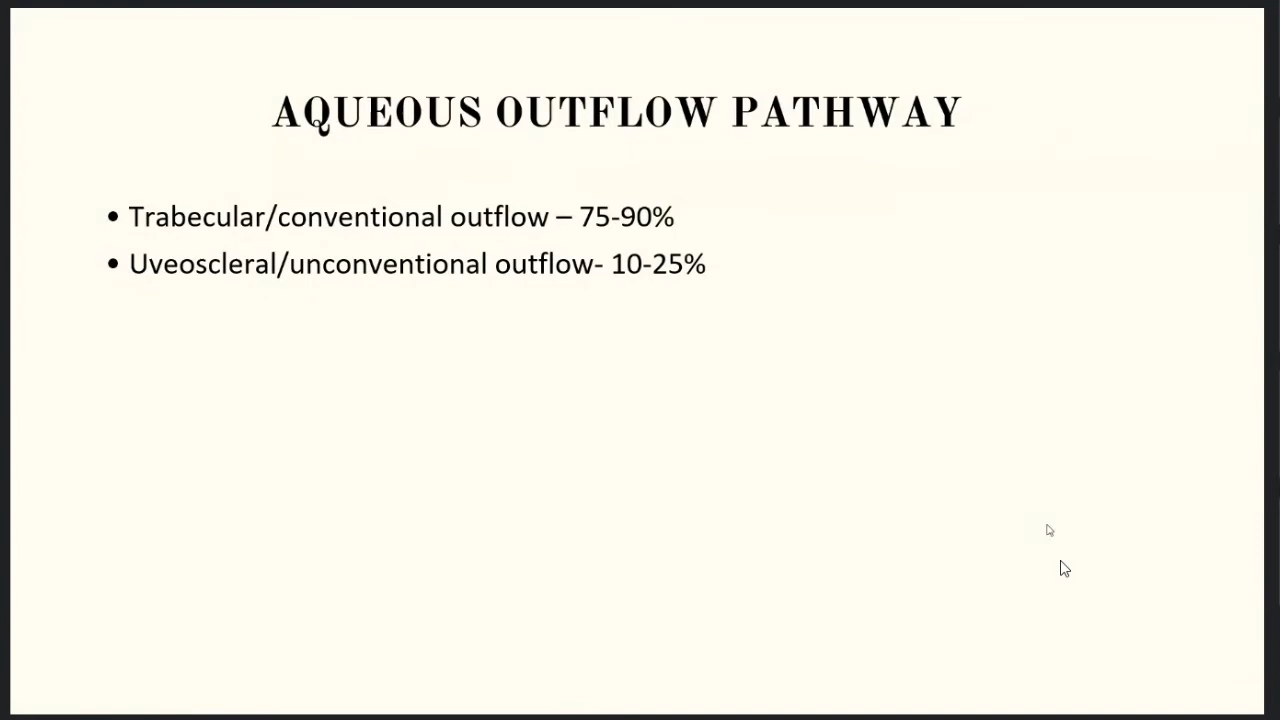 AQUEOUS OUTFLOW PATHWAY
• Trabecular/conventional outflow – 75-90%
• Uveoscleral/unconventional outflow- 10-25%